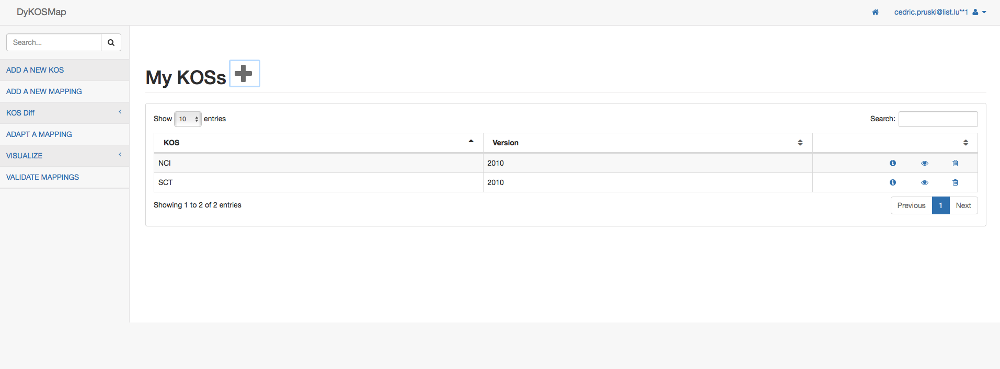 DyKOSMap
cedric.pruski@list.lu**1
Search...
ADD A NEW KOS
ADD A NEW MAPPING
KOS Diff
ADAPT A MAPPING
VISUALIZE
VALIDATE MAPPINGS
My KOSs
Show 10 entries
Search:
KOS Version
NCI 2010
SCT 2010
Showing 1 to 2 of 2 entries
Previous 1 Next